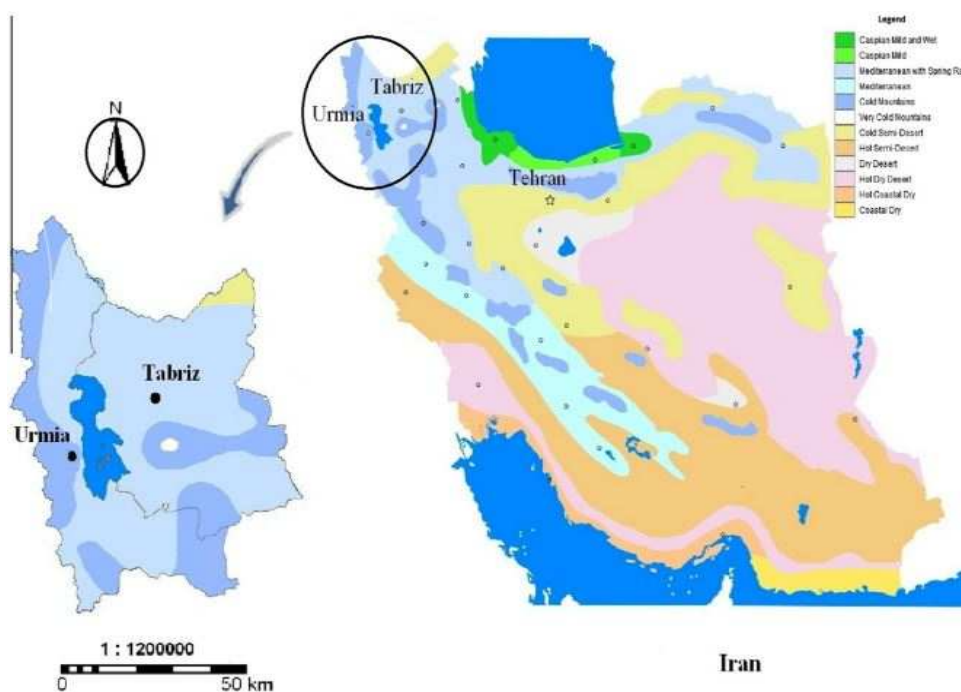 Legend
Caspian Mild and Wet
Caspian Mild
Mediterranean with Spring Ra
Mediterranean
Cold Mountains
Very Cold Mountains
Cold Semi-Desert
Hot Semi-Desert
Dry Desert
Hot Dry Desert
Hot Coastal Dry
Coastal Dry
N
Tabriz
Urmia
Tehran
Tabriz
Urmia
1 : 1200000
0 50 km
Iran